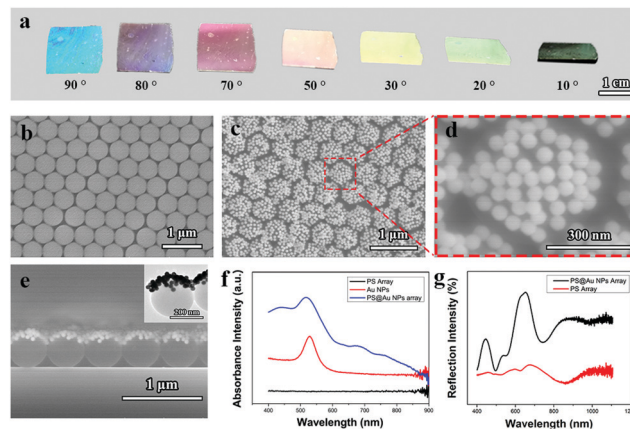 a
90 °
80 °
70 °
50 °
30 °
20 °
10 °
1 cm
b
1 μm
c
1 μm
d
300 nm
e
200 nm
1 μm
f
PS Array
Au NPs
PS@Au NPs array
Absorbance Intensity (a.u.)
400 500 600 700 800 900
Wavelength (nm)
g
PS@Au NPs array
PS Array
Reflection Intensity (%)
400 600 800 1000
Wavelength (nm)